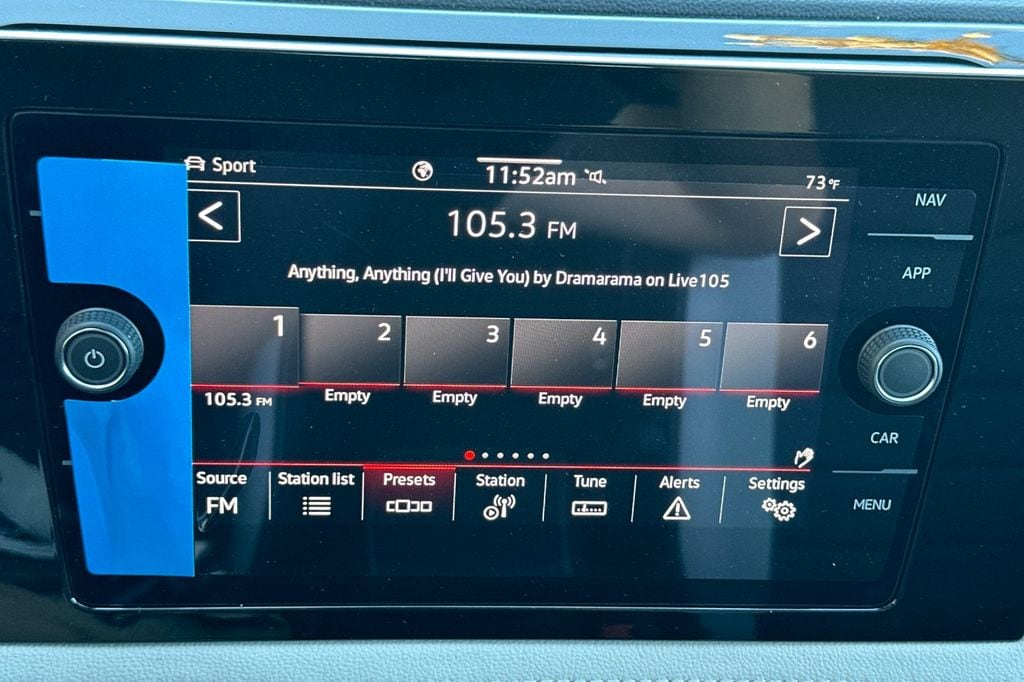 Sport 11:52am 73°F
< 105.3 FM >
Anything, Anything (I'll Give You) by Dramarama on Live105
1 2 3 4 5 6
105.3 FM Empty Empty Empty Empty Empty
Source Station list Presets Station Tune Alerts Settings
FM
NAV
APP
CAR
MENU